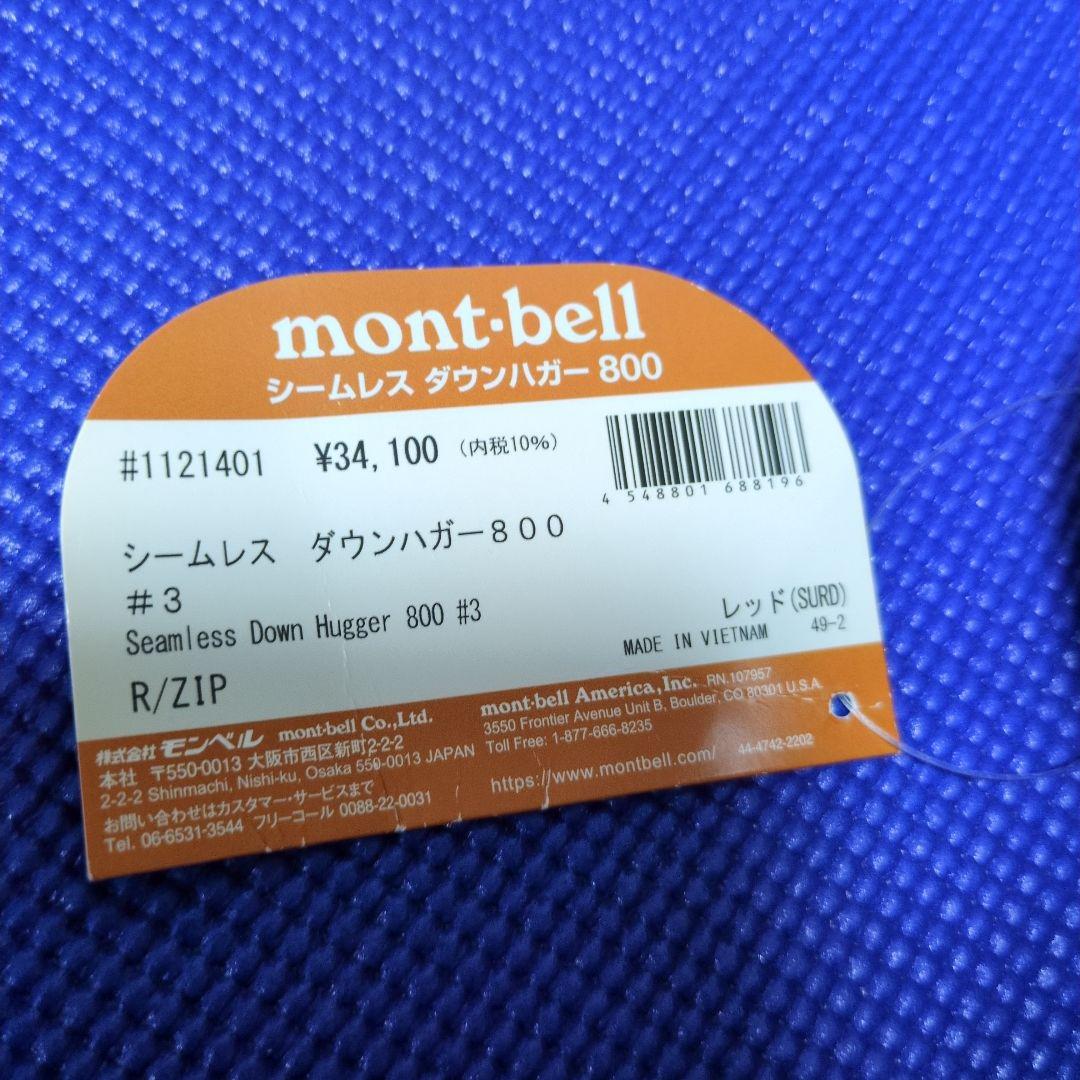 mont·bell
シームレス ダウンハガー 800
#1121401 ¥34,100 (内税10%)
4 548801 688196
シームレス ダウンハガー800
#3
Seamless Down Hugger 800 #3
レッド(SURD)
MADE IN VIETNAM 49-2
R/ZIP
株式会社 モンベル mont-bell Co.,Ltd.
本社 〒550-0013 大阪市西区新町2-2-2
2-2-2 Shinmachi, Nishi-ku, Osaka 550-0013 JAPAN
お問い合わせはカスタマー・サービスまで
Tel. 06-6531-3544 フリーコール 0088-22-0031
mont-bell America, Inc. RN.107957
3550 Frontier Avenue Unit B, Boulder, CO 80301 U.S.A.
Toll Free: 1-877-666-8235
https://www.montbell.com/ 44-4742-2202